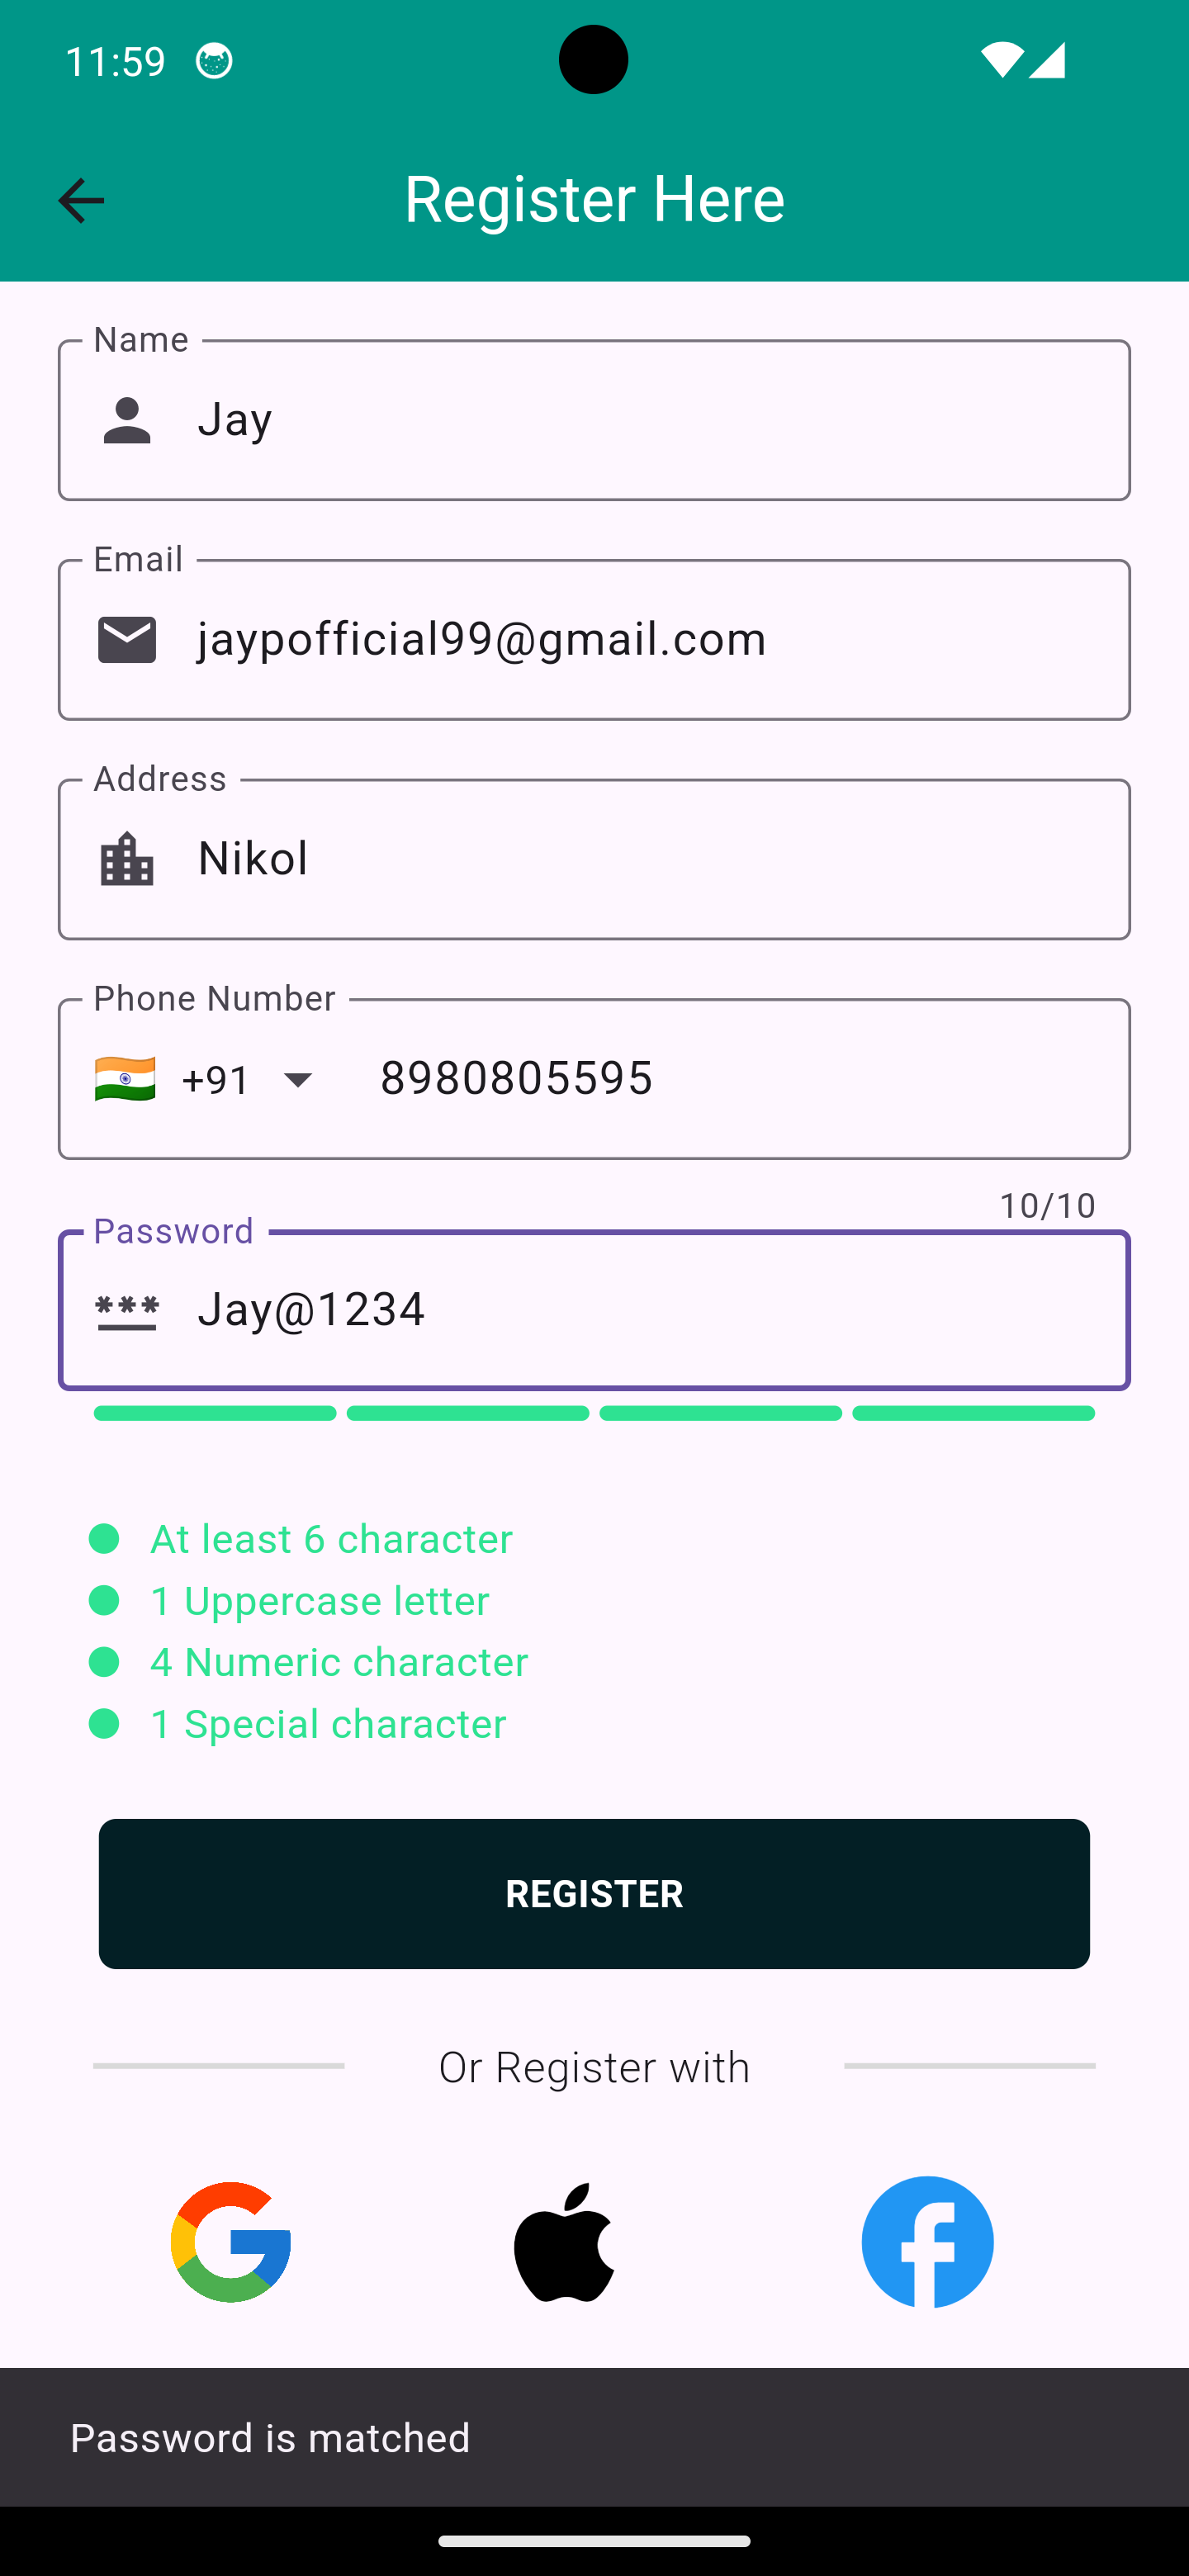 11:59
Register Here
Name
Jay
Email
jaypofficial99@gmail.com
Address
Nikol
Phone Number
+91 8980805595
10/10
Password
Jay@1234
At least 6 character
1 Uppercase letter
4 Numeric character
1 Special character
REGISTER
Or Register with
Password is matched